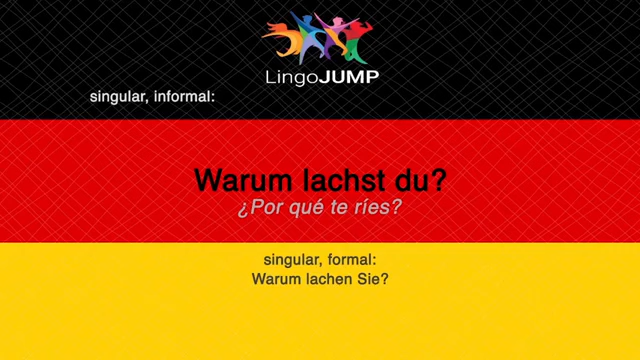 LingoJUMP
singular, informal:
Warum lachst du?
¿Por qué te ríes?
singular, formal:
Warum lachen Sie?